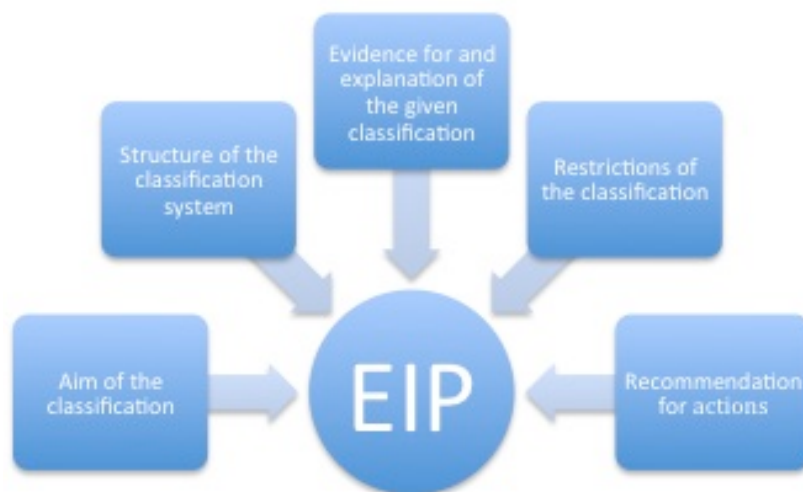 Evidence for and
explanation of
the given
classification
Structure of the
classification
system
Restrictions of
the classification
Aim of the
classification
EIP
Recommendation
for actions